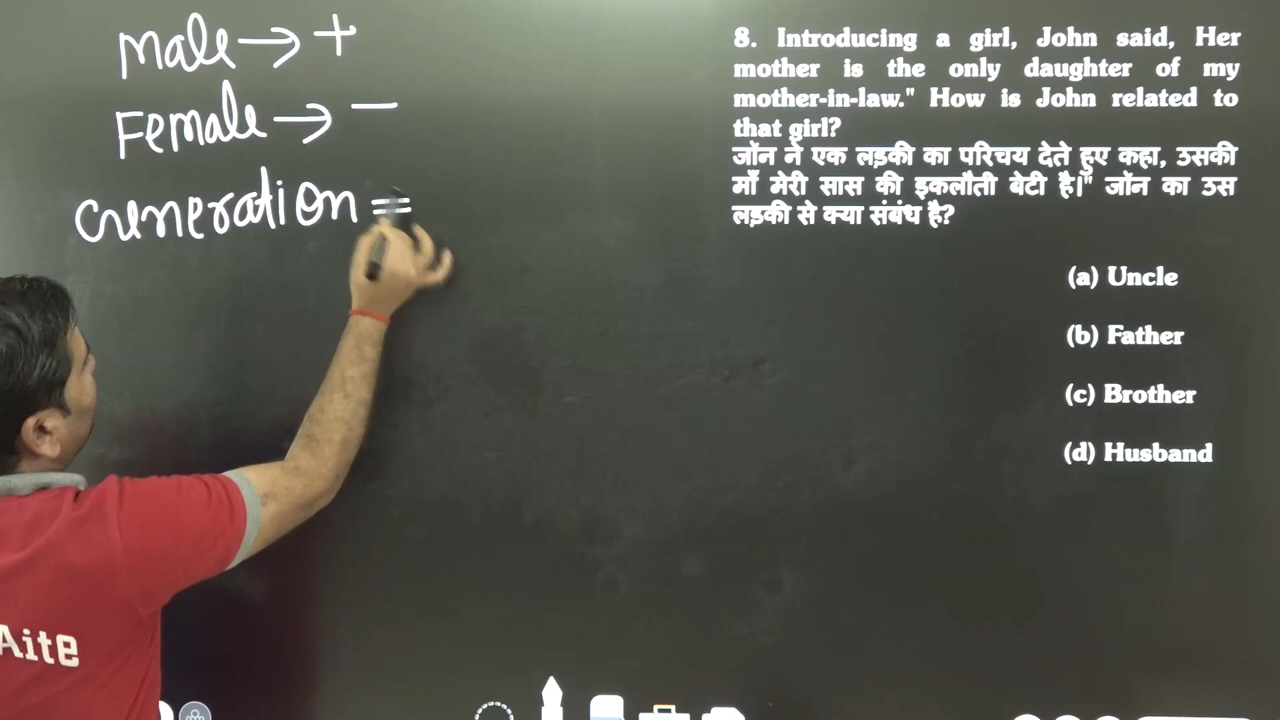 Male → +
Female → −
Generation =
8. Introducing a girl, John said, Her
mother is the only daughter of my
mother-in-law." How is John related to
that girl?
जॉन ने एक लड़की का परिचय देते हुए कहा, उसकी
माँ मेरी सास की इकलौती बेटी है।" जॉन का उस
लड़की से क्या संबंध है?
(a) Uncle
(b) Father
(c) Brother
(d) Husband
Aite